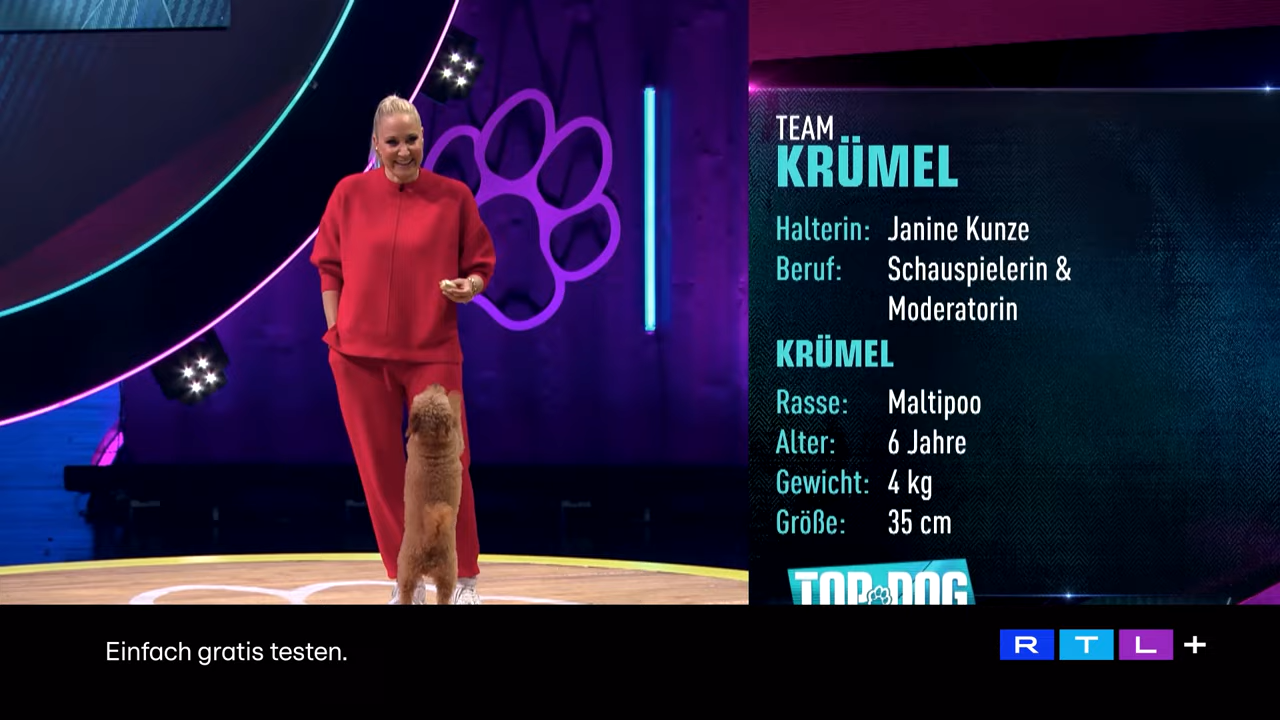 TEAM
KRÜMEL
Halterin: Janine Kunze
Beruf: Schauspielerin &
Moderatorin
KRÜMEL
Rasse: Maltipoo
Alter: 6 Jahre
Gewicht: 4 kg
Größe: 35 cm
TOP DOG
Einfach gratis testen.
RTL+